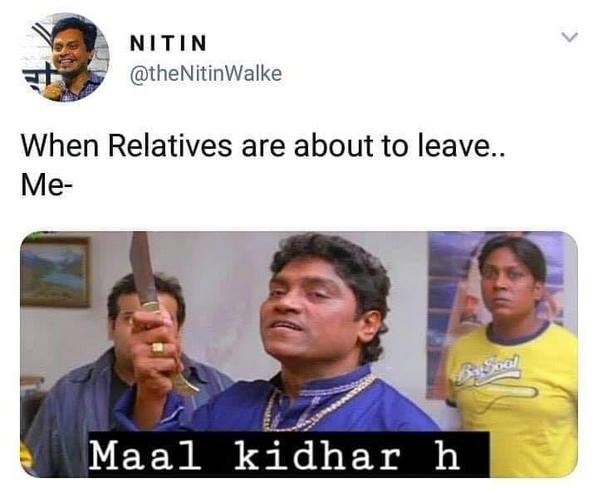 NITIN
@theNitinWalke
When Relatives are about to leave..
Me-
Maal kidhar h